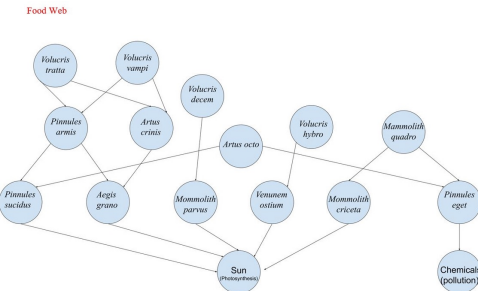 Food Web
Volucris
tratta
Volucris
vampi
Volucris
decem
Pinnules
armis
Artus
crinis
Volucris
hybro
Mammolith
quadro
Artus octo
Pinnules
sucidus
Aegis
grano
Mommolith
parvus
Venunem
ostium
Mommolith
criceta
Pinnules
eget
Sun
(Photosynthesis)
Chemicals
(pollution)